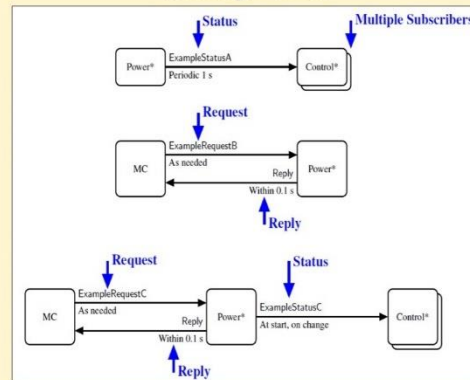 Status
Multiple Subscribers
ExampleStatusA
Power*
Control*
Periodic 1 s
Request
ExampleRequestB
MC
As needed
Power*
Reply
Within 0.1 s
Reply
Request
Status
ExampleRequestC
ExampleStatusC
MC
As needed
Power*
At start, on change
Control*
Reply
Within 0.1 s
Reply